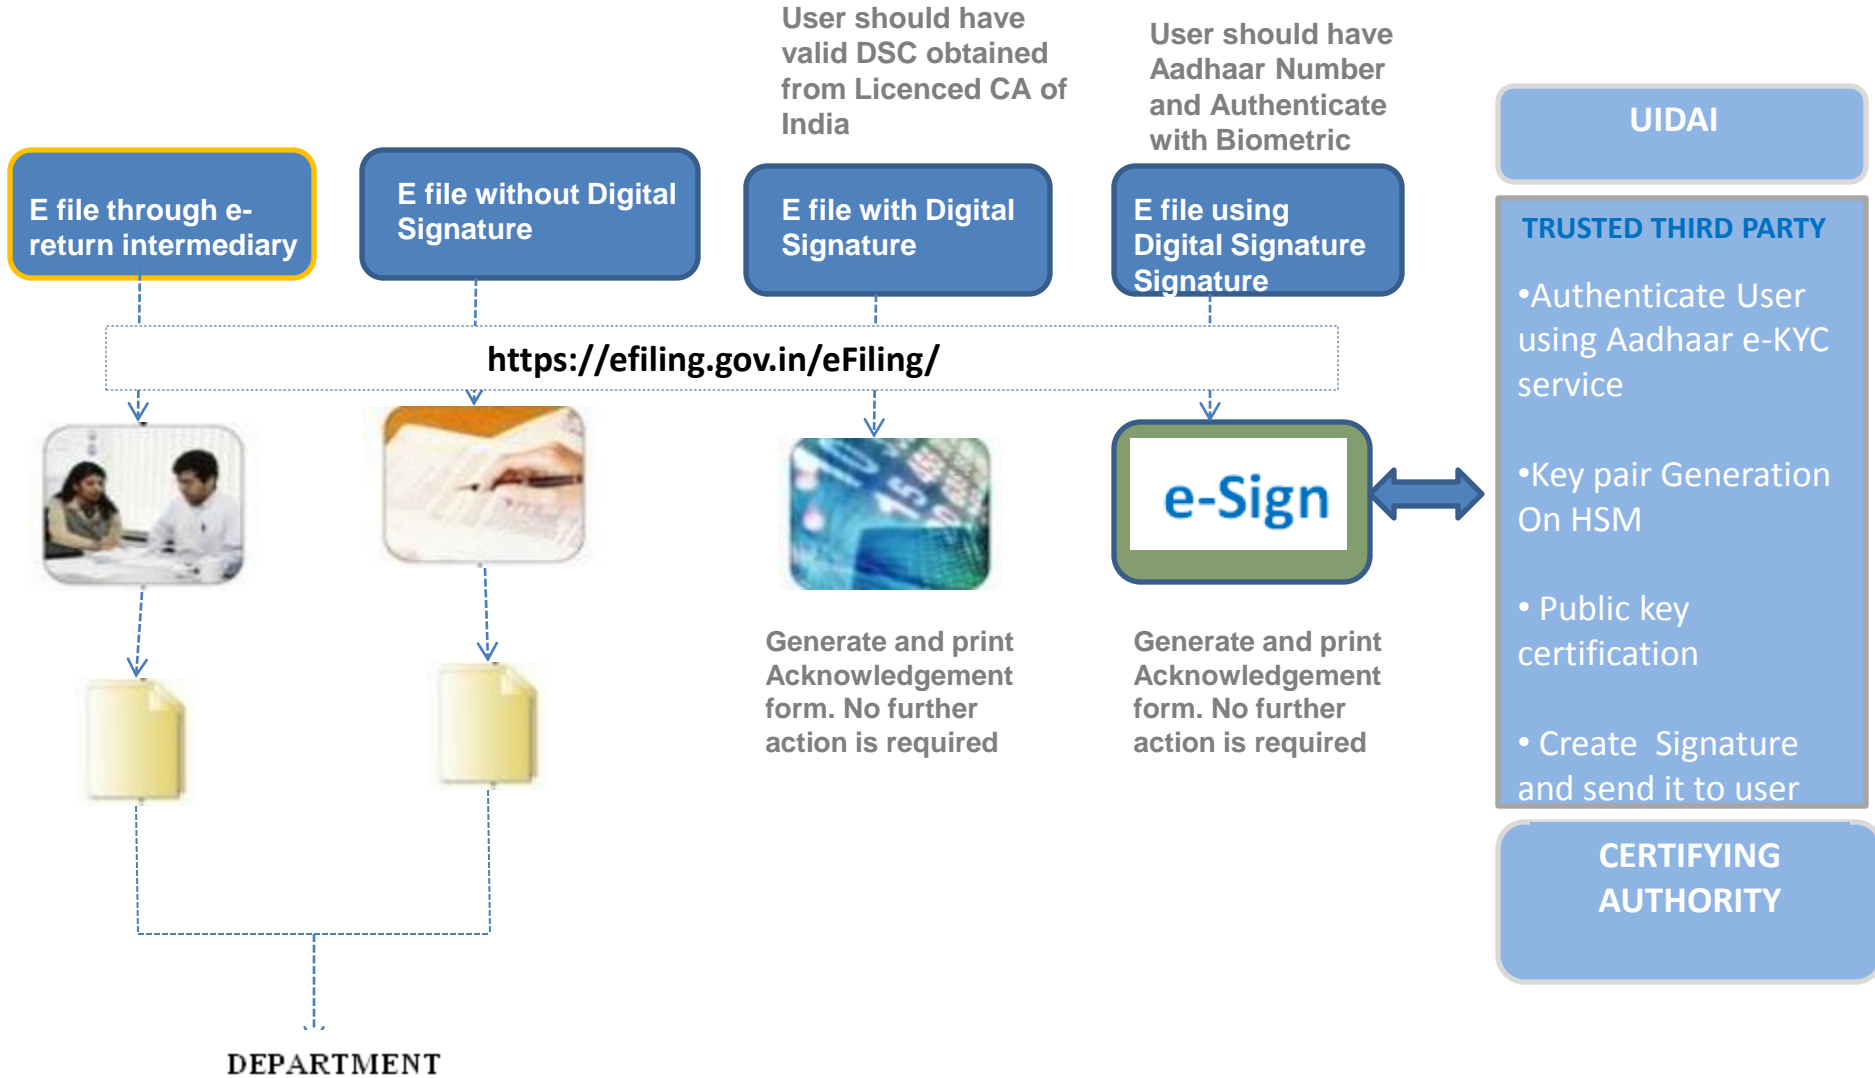 User should have
valid DSC obtained
from Licenced CA of
India
User should have
Aadhaar Number
and Authenticate
with Biometric
E file through e-
return intermediary
E file without Digital
Signature
E file with Digital
Signature
E file using
Digital Signature
Signature
https://efiling.gov.in/eFiling/
e-Sign
Generate and print
Acknowledgement
form. No further
action is required
Generate and print
Acknowledgement
form. No further
action is required
DEPARTMENT
UIDAI
TRUSTED THIRD PARTY
•Authenticate User
using Aadhaar e-KYC
service
•Key pair Generation
On HSM
• Public key
certification
• Create Signature
and send it to user
CERTIFYING
AUTHORITY